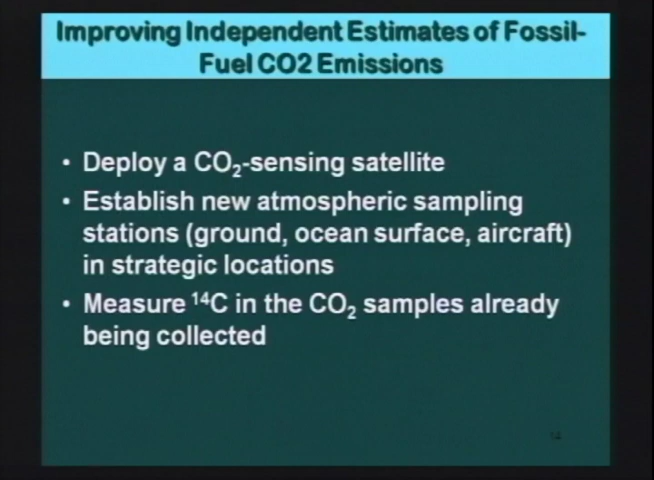 Improving Independent Estimates of Fossil-
Fuel CO2 Emissions
• Deploy a CO₂-sensing satellite
• Establish new atmospheric sampling
stations (ground, ocean surface, aircraft)
in strategic locations
• Measure ¹⁴C in the CO₂ samples already
being collected
14